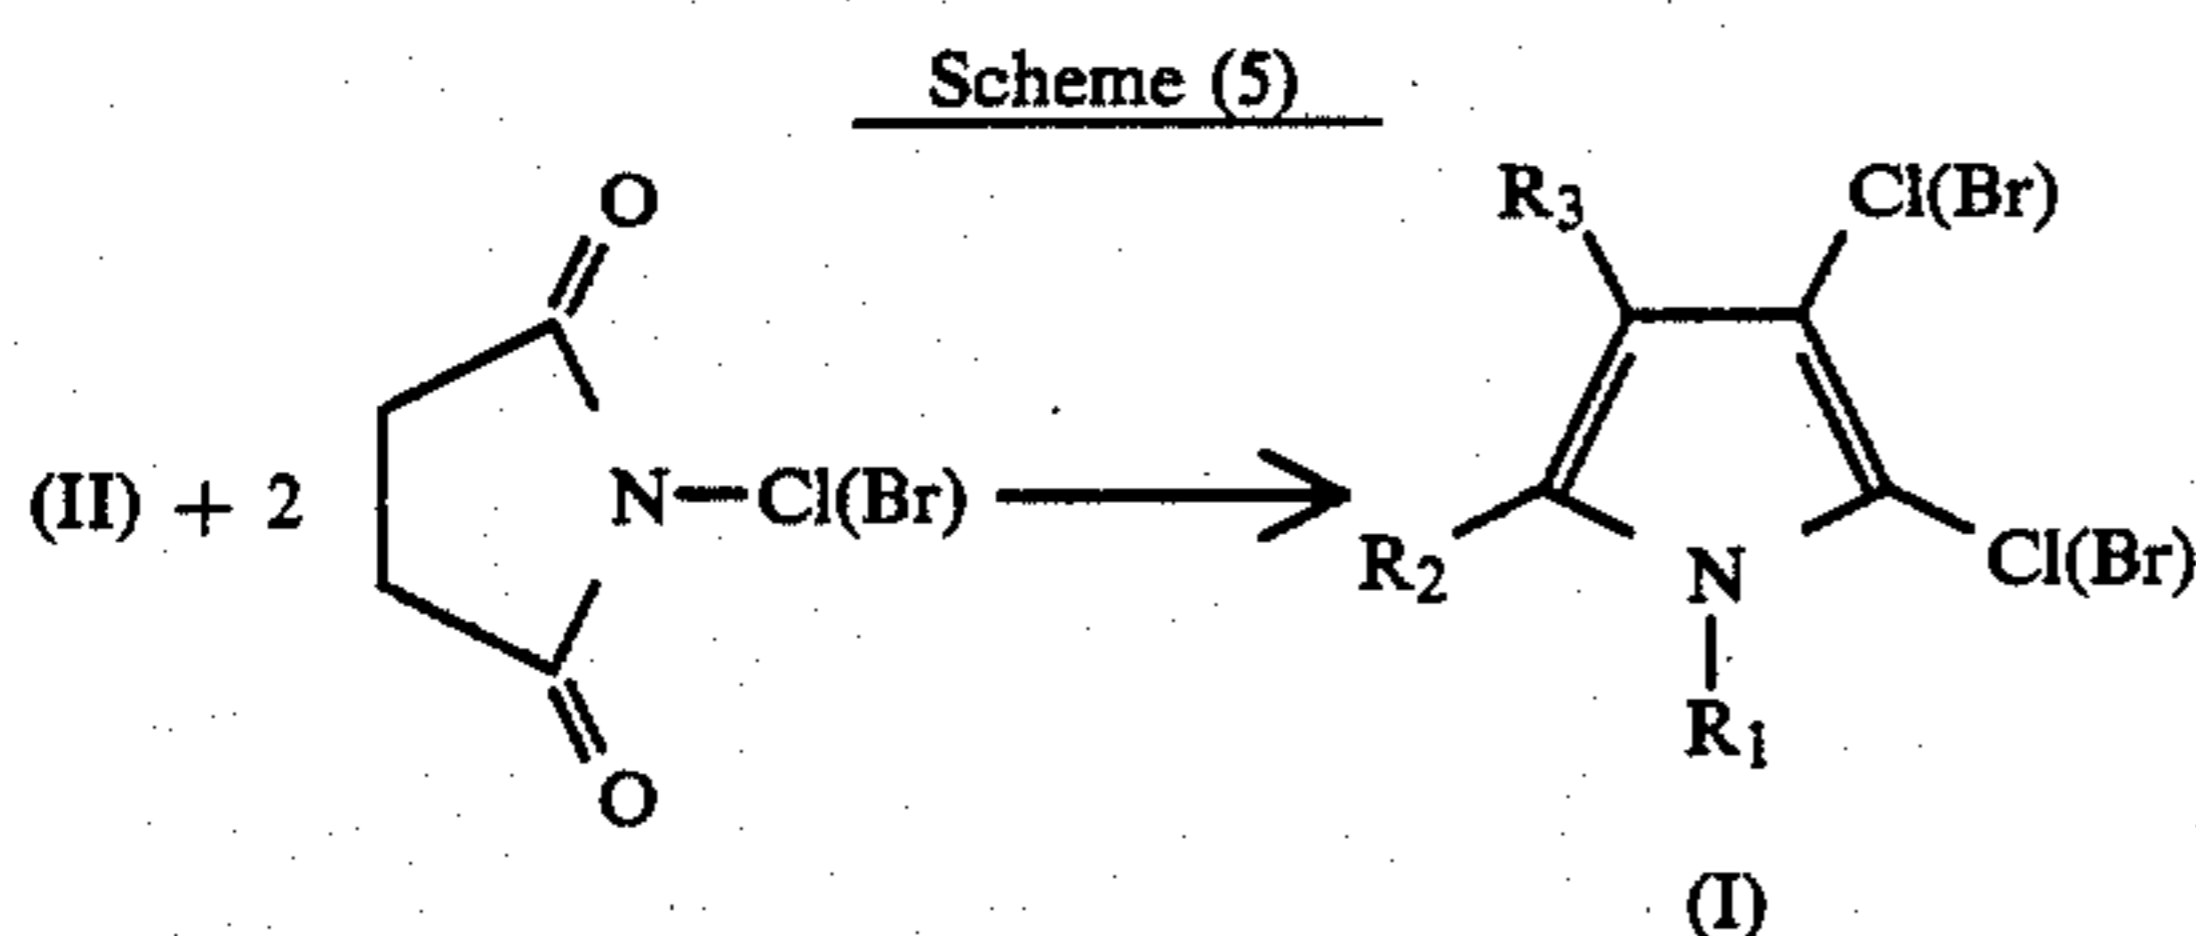 Scheme (5)
O
R3
Cl(Br)
(II) + 2
N—Cl(Br)
R2
N
Cl(Br)
R1
O
(I)